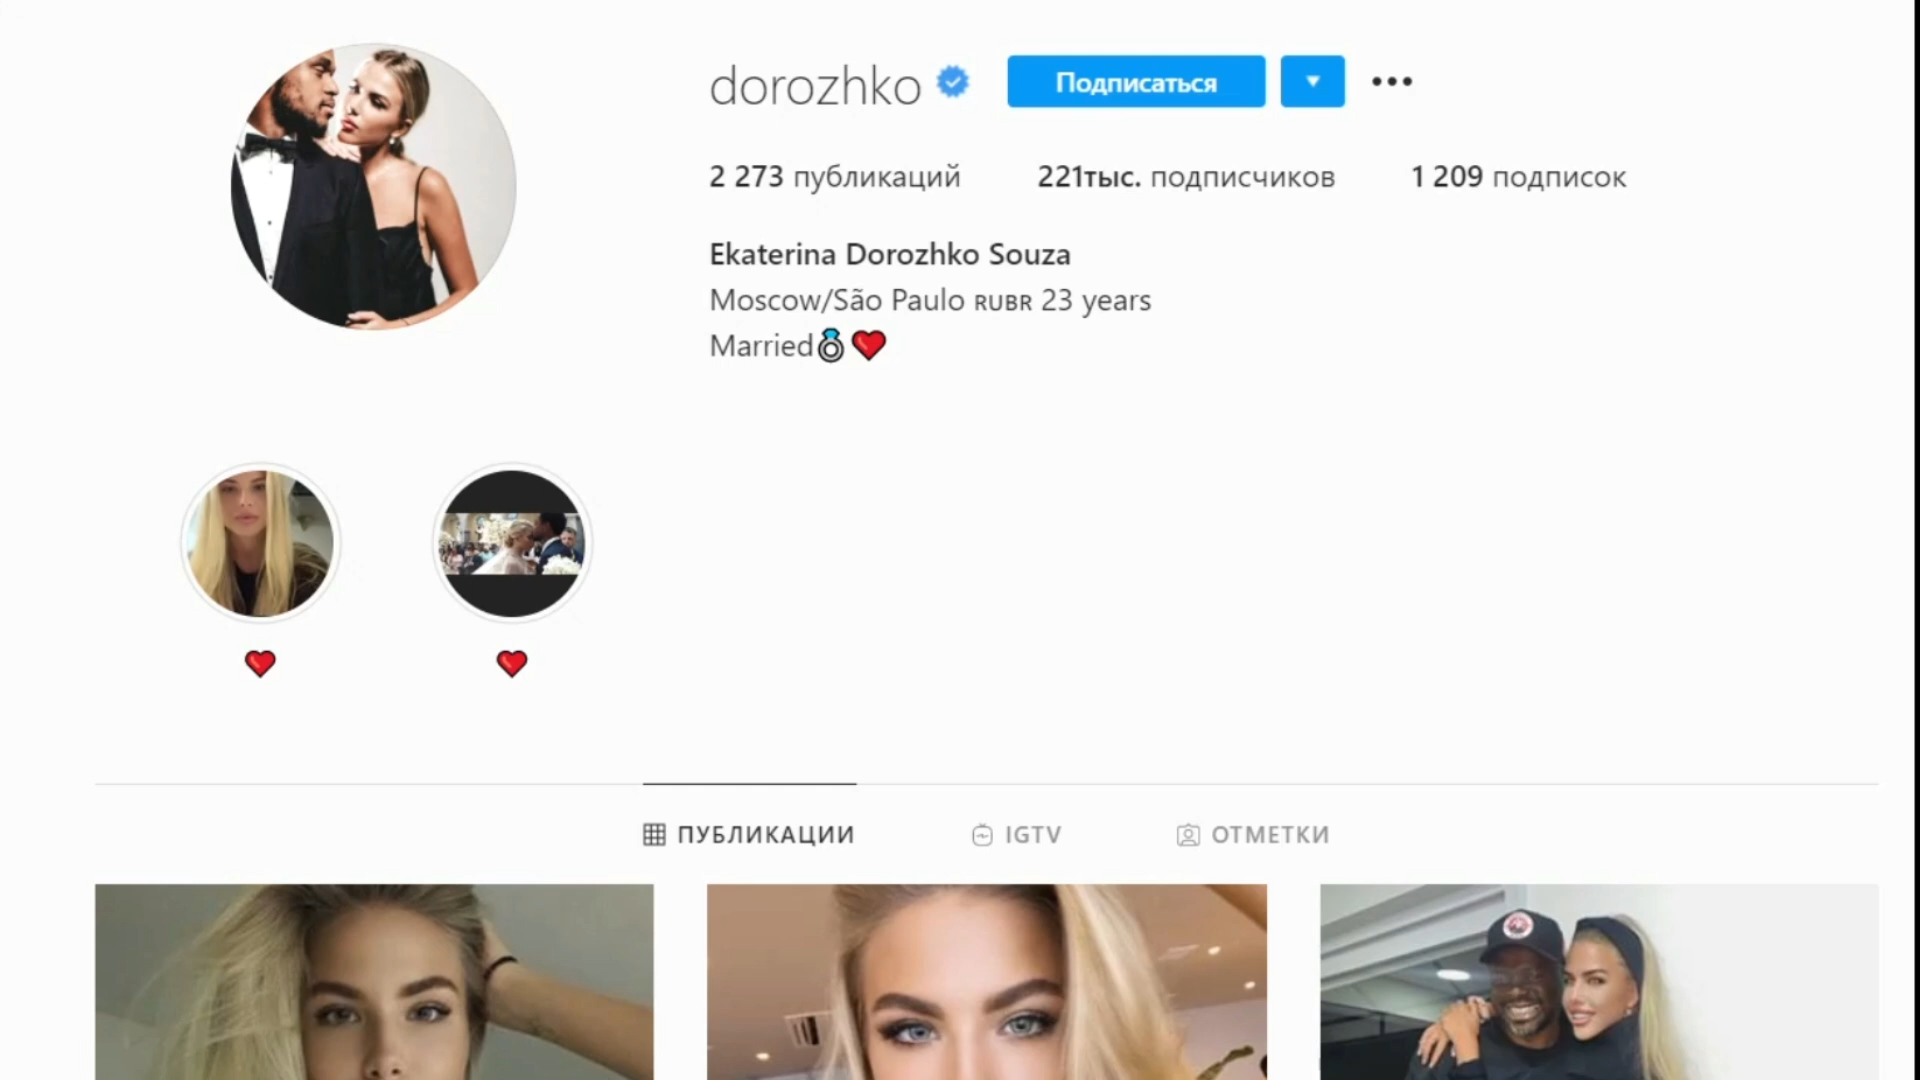 dorozhko
Подписаться
2 273 публикаций 221тыс. подписчиков 1 209 подписок
Ekaterina Dorozhko Souza
Moscow/São Paulo ʀᴜʙʀ 23 years
Married💍❤️
❤️ ❤️
ПУБЛИКАЦИИ IGTV ОТМЕТКИ